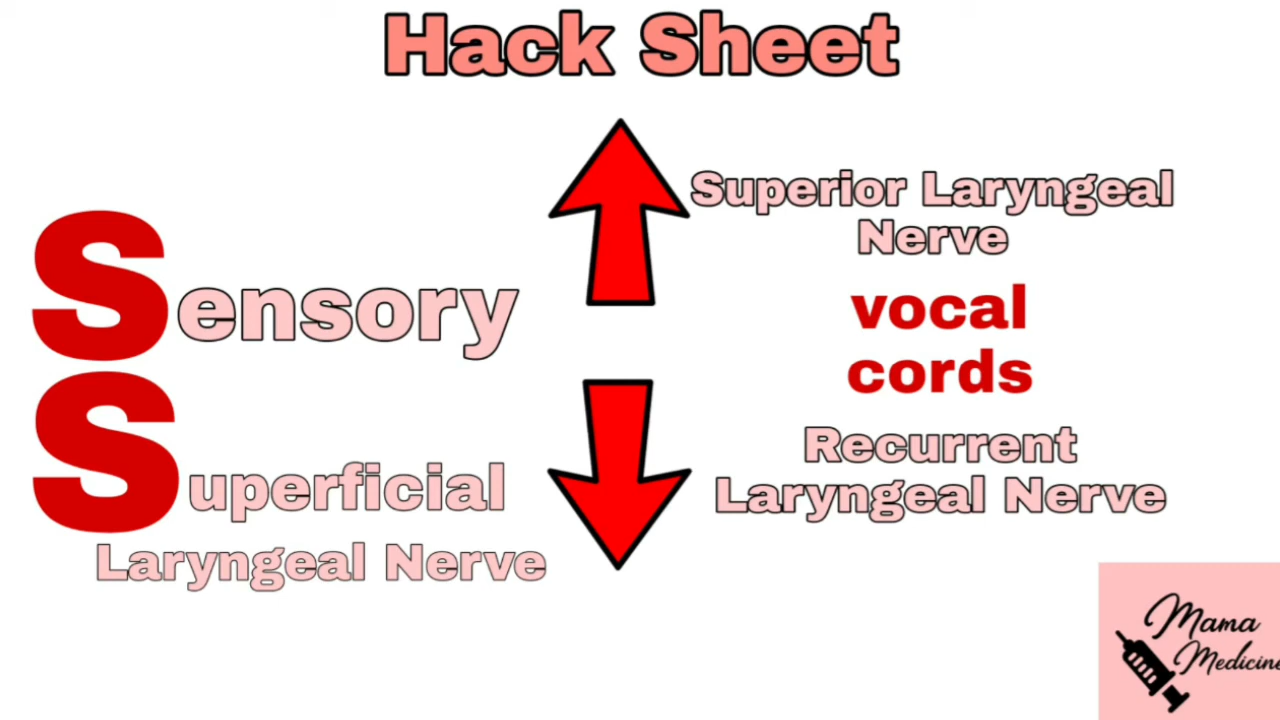 Hack Sheet
Sensory
Superficial
Laryngeal Nerve
Superior Laryngeal
Nerve
vocal
cords
Recurrent
Laryngeal Nerve
Mama
Medicine